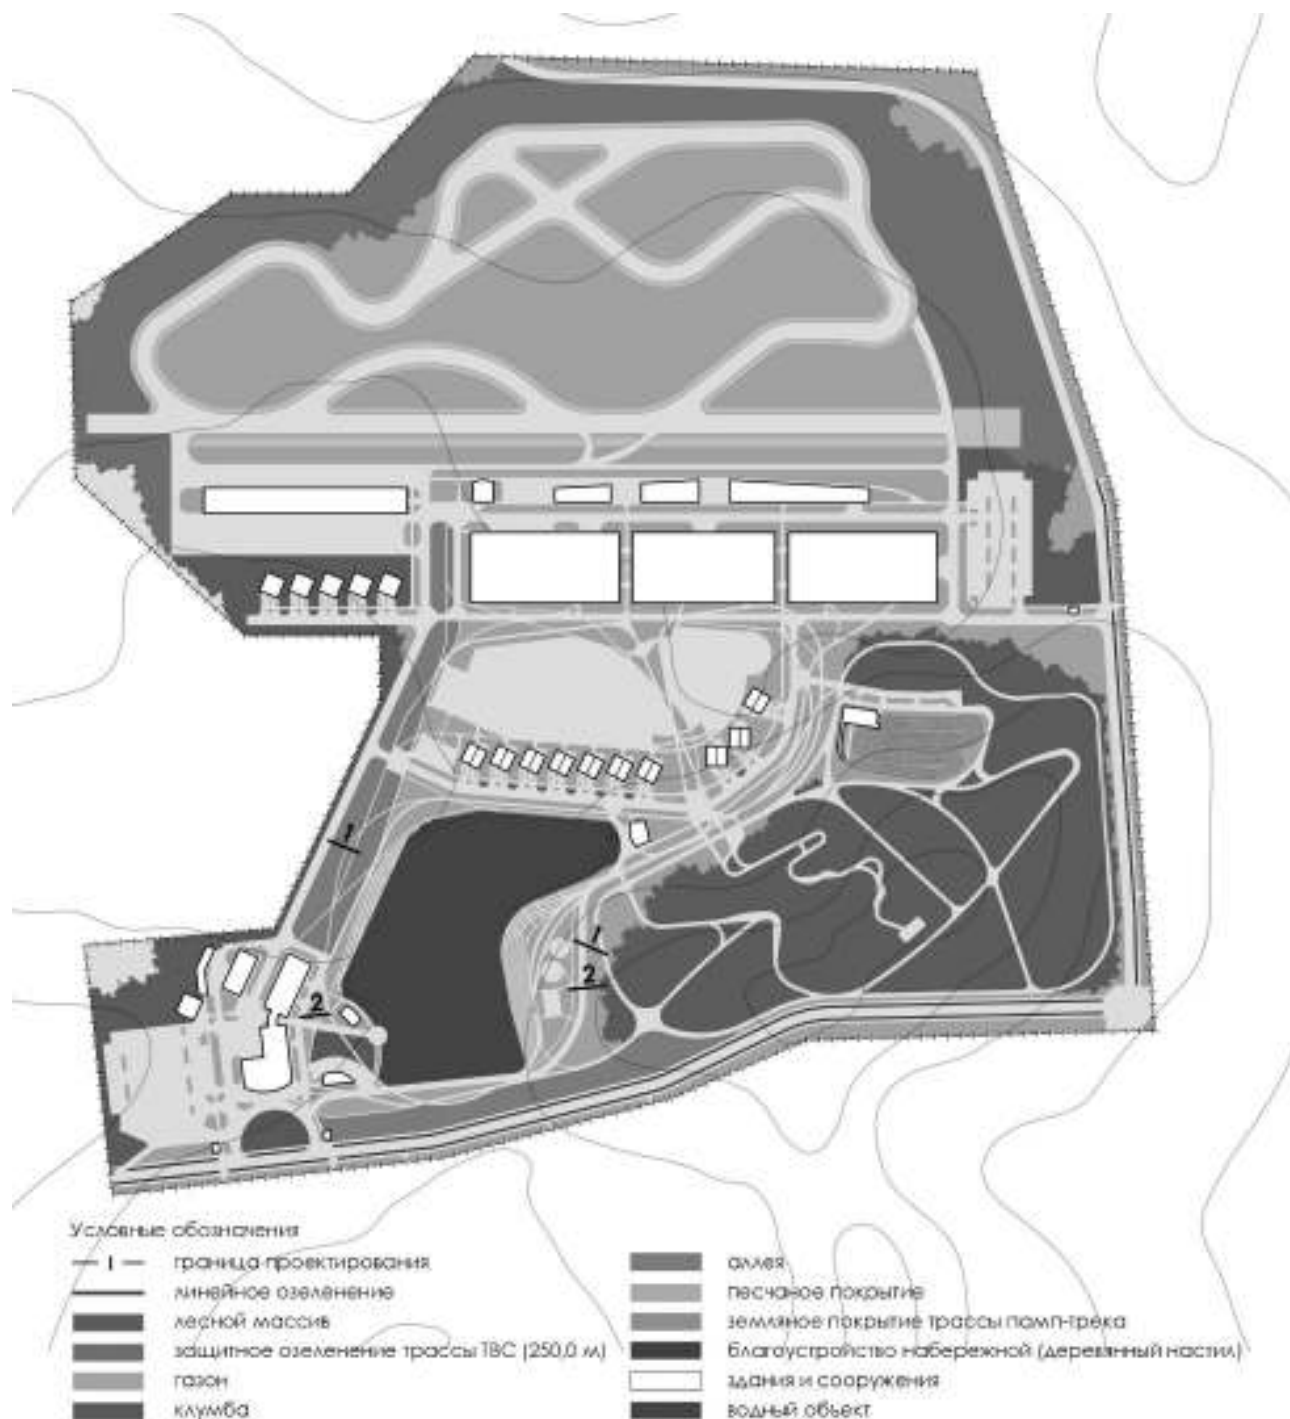 1
1
2
2
Условные обозначения
граница проектирования
линейное озеленение
лесной массив
защитное озеленение трассы ТВС (250,0 м)
газон
клумба
аллея
песчаное покрытие
земляное покрытие трассы памп-трека
благоустройство набережной (деревянный настил)
здания и сооружения
водный объект